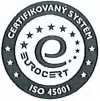 CERTIFIKOVANÝ SYSTÉM
e
EUROCERT
ISO 45001